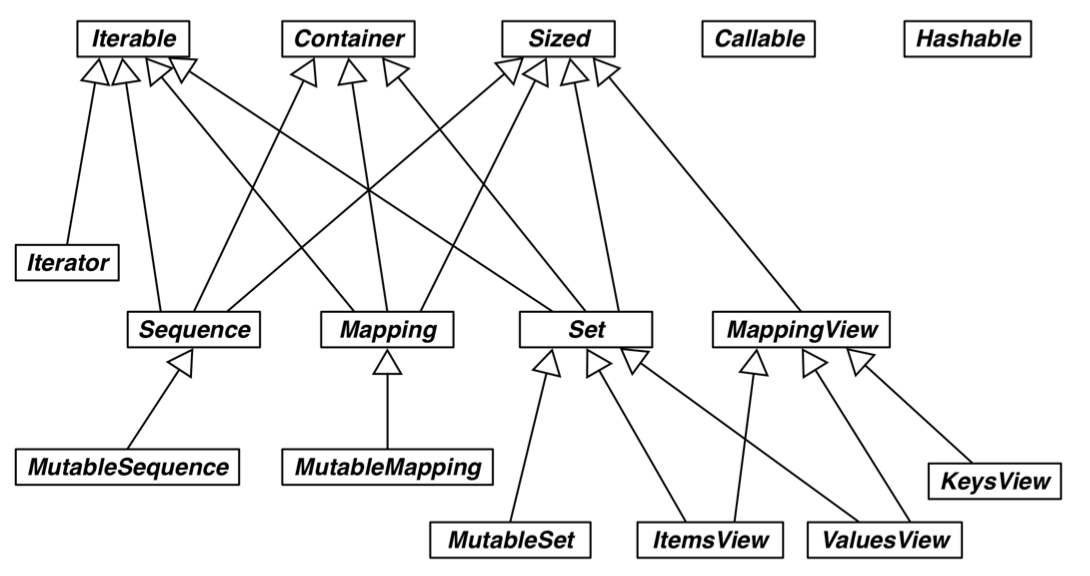 Iterable
Container
Sized
Callable
Hashable
Iterator
Sequence
Mapping
Set
MappingView
MutableSequence
MutableMapping
KeysView
MutableSet
ItemsView
ValuesView